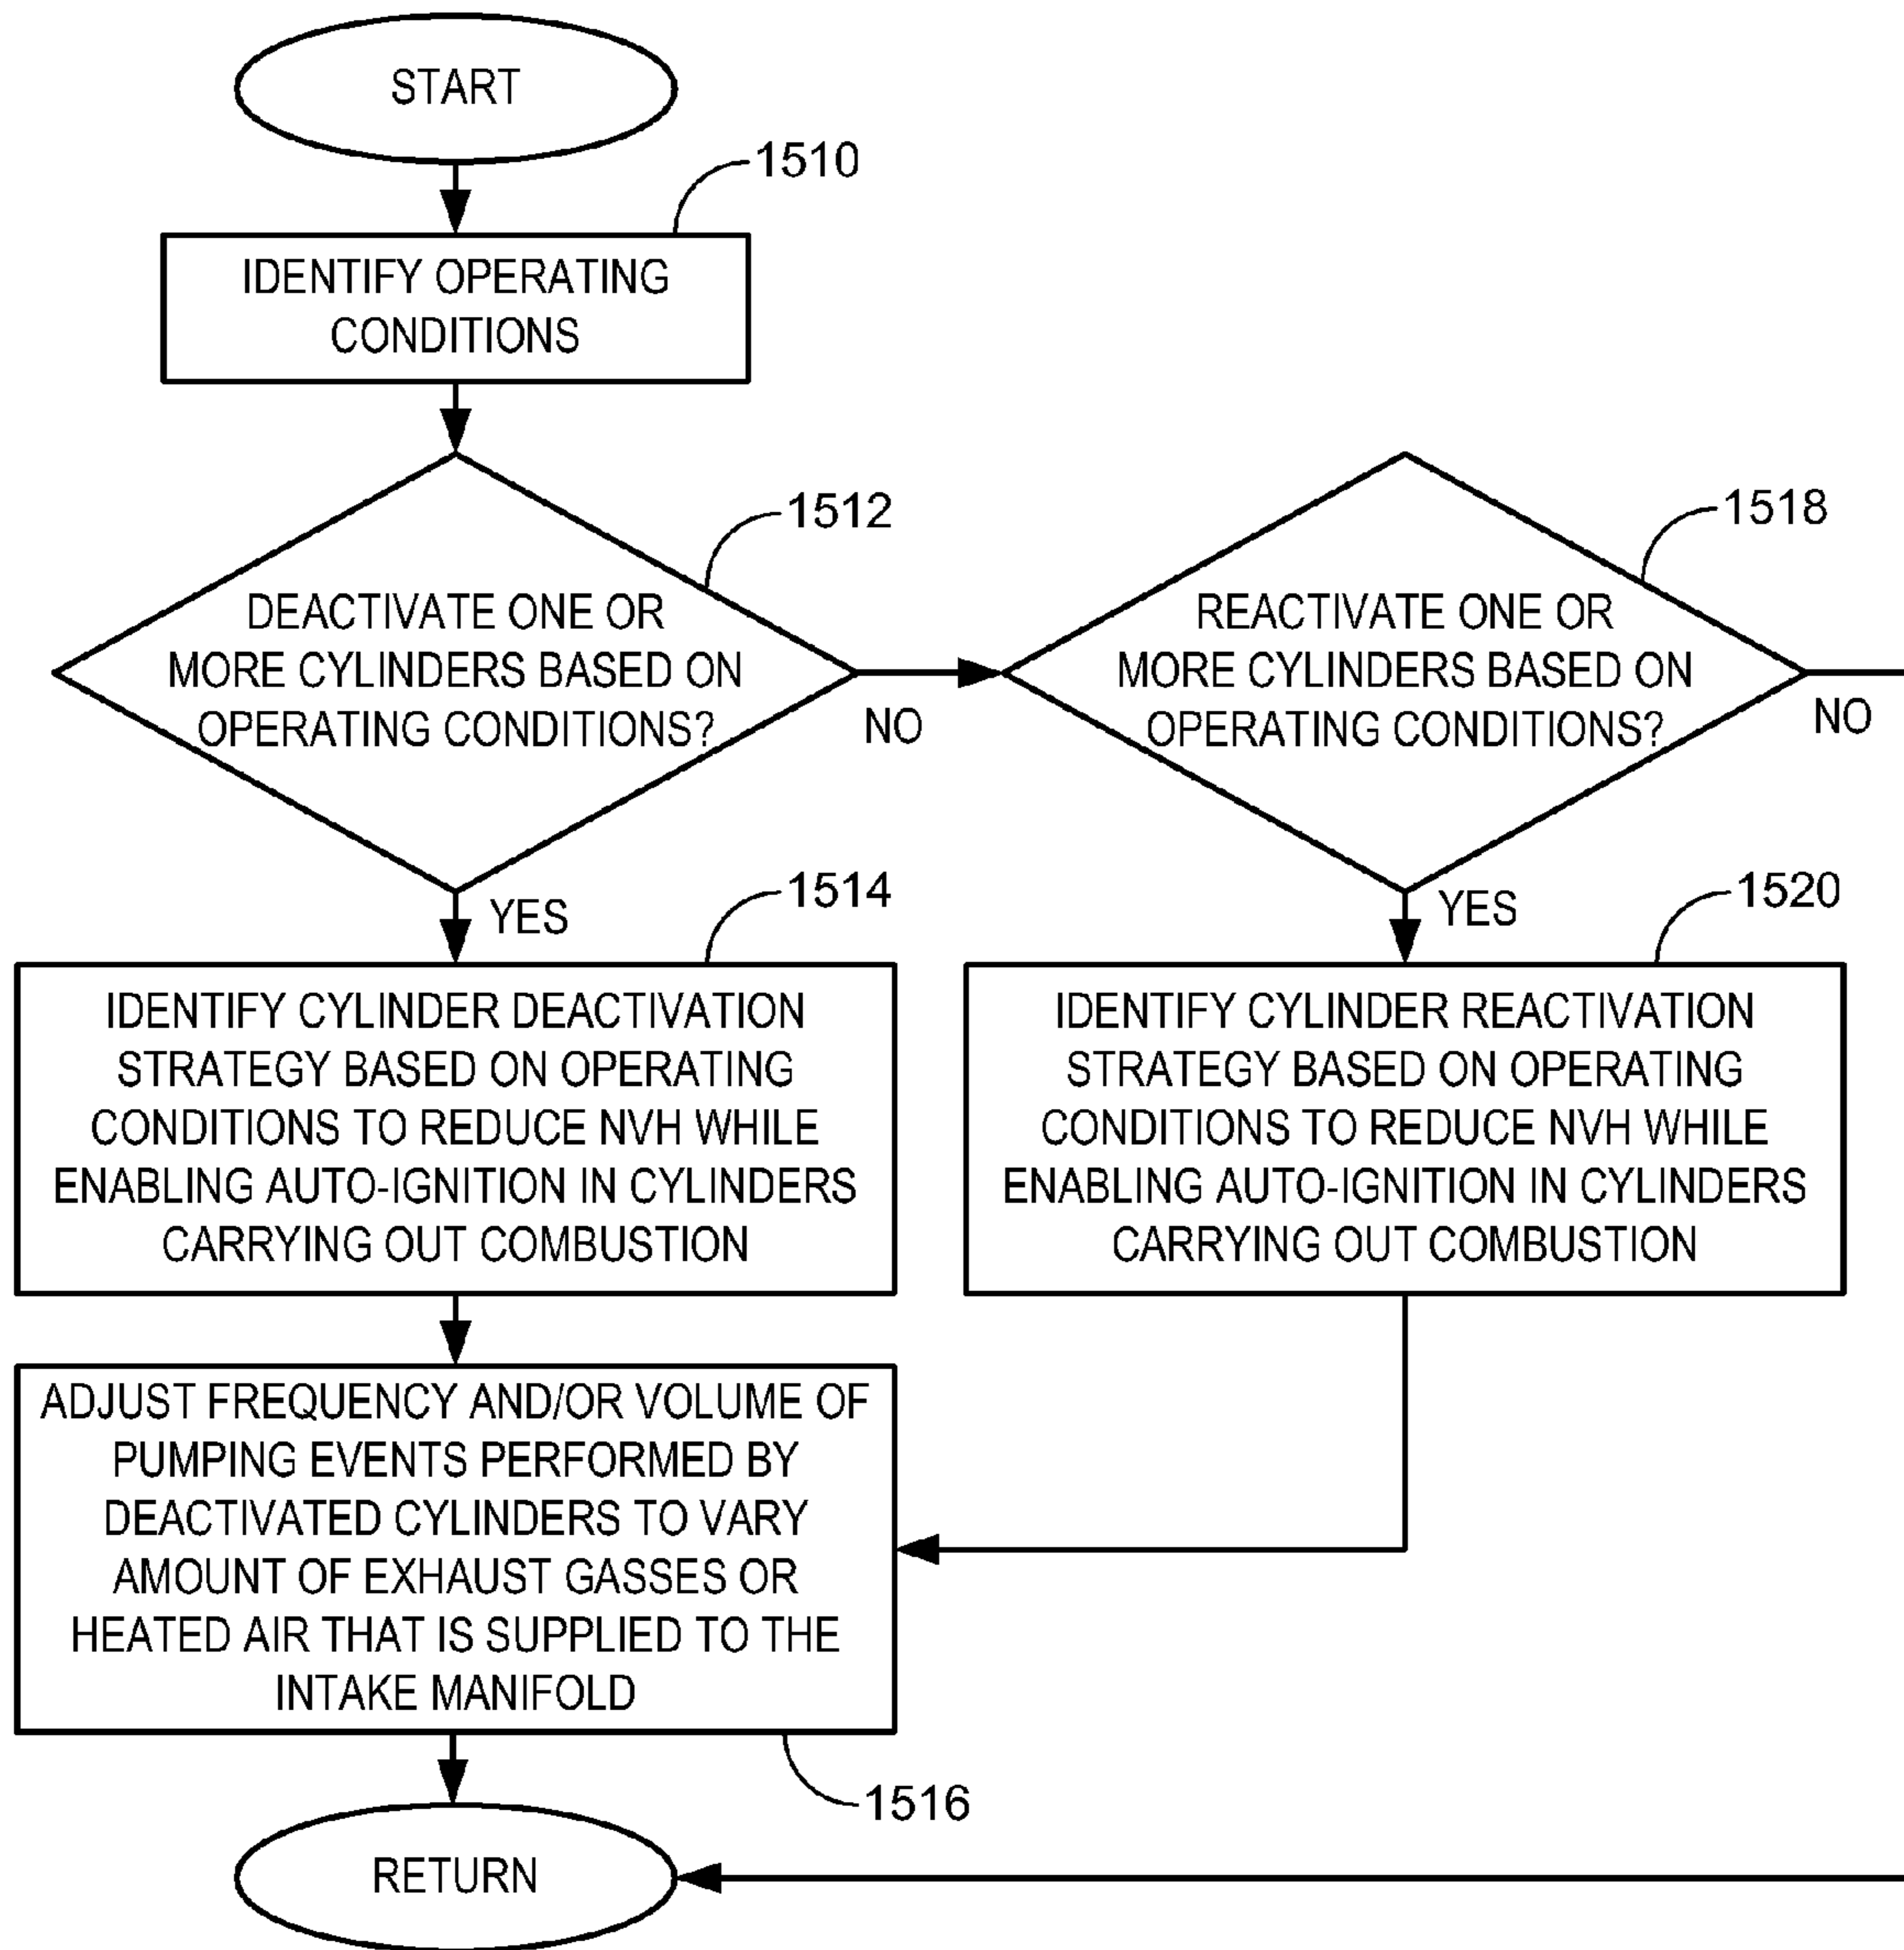 START
1510
IDENTIFY OPERATING
CONDITIONS
1512
DEACTIVATE ONE OR
MORE CYLINDERS BASED ON
OPERATING CONDITIONS?
NO
YES
1518
REACTIVATE ONE OR
MORE CYLINDERS BASED ON
OPERATING CONDITIONS?
NO
YES
1514
IDENTIFY CYLINDER DEACTIVATION
STRATEGY BASED ON OPERATING
CONDITIONS TO REDUCE NVH WHILE
ENABLING AUTO-IGNITION IN CYLINDERS
CARRYING OUT COMBUSTION
1520
IDENTIFY CYLINDER REACTIVATION
STRATEGY BASED ON OPERATING
CONDITIONS TO REDUCE NVH WHILE
ENABLING AUTO-IGNITION IN CYLINDERS
CARRYING OUT COMBUSTION
ADJUST FREQUENCY AND/OR VOLUME OF
PUMPING EVENTS PERFORMED BY
DEACTIVATED CYLINDERS TO VARY
AMOUNT OF EXHAUST GASSES OR
HEATED AIR THAT IS SUPPLIED TO THE
INTAKE MANIFOLD
1516
RETURN